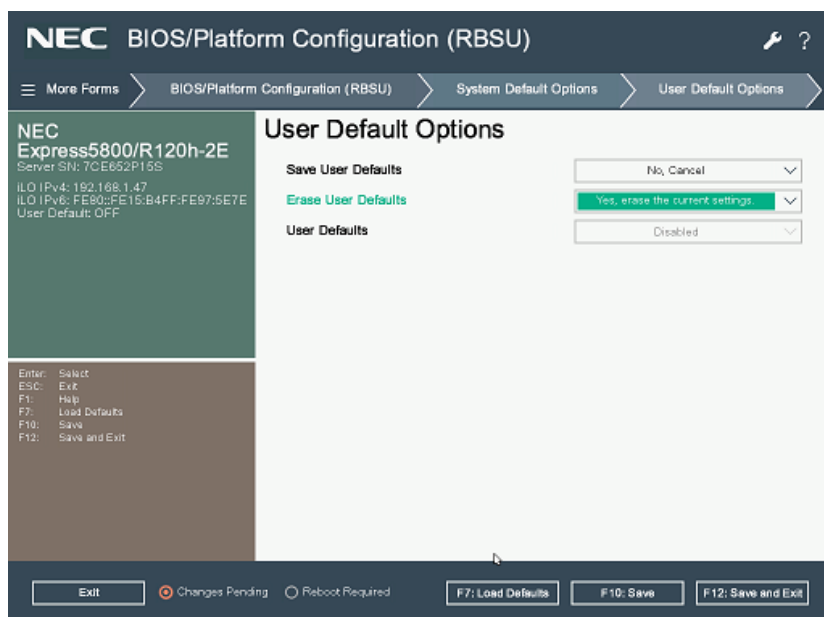 NEC BIOS/Platform Configuration (RBSU) ?
More Forms BIOS/Platform Configuration (RBSU) System Default Options User Default Options
NEC
Express5800/R120h-2E
Server SN: 7CE652P15S
iLO IPv4: 192.168.1.47
iLO IPv6: FE80::FE15:B4FF:FE97:5E7E
User Default: OFF
User Default Options
Save User Defaults No, Cancel
Erase User Defaults Yes, erase the current settings.
User Defaults Disabled
Enter: Select
ESC: Exit
F1: Help
F7: Load Defaults
F10: Save
F12: Save and Exit
Exit Changes Pending Reboot Required F7: Load Defaults F10: Save F12: Save and Exit